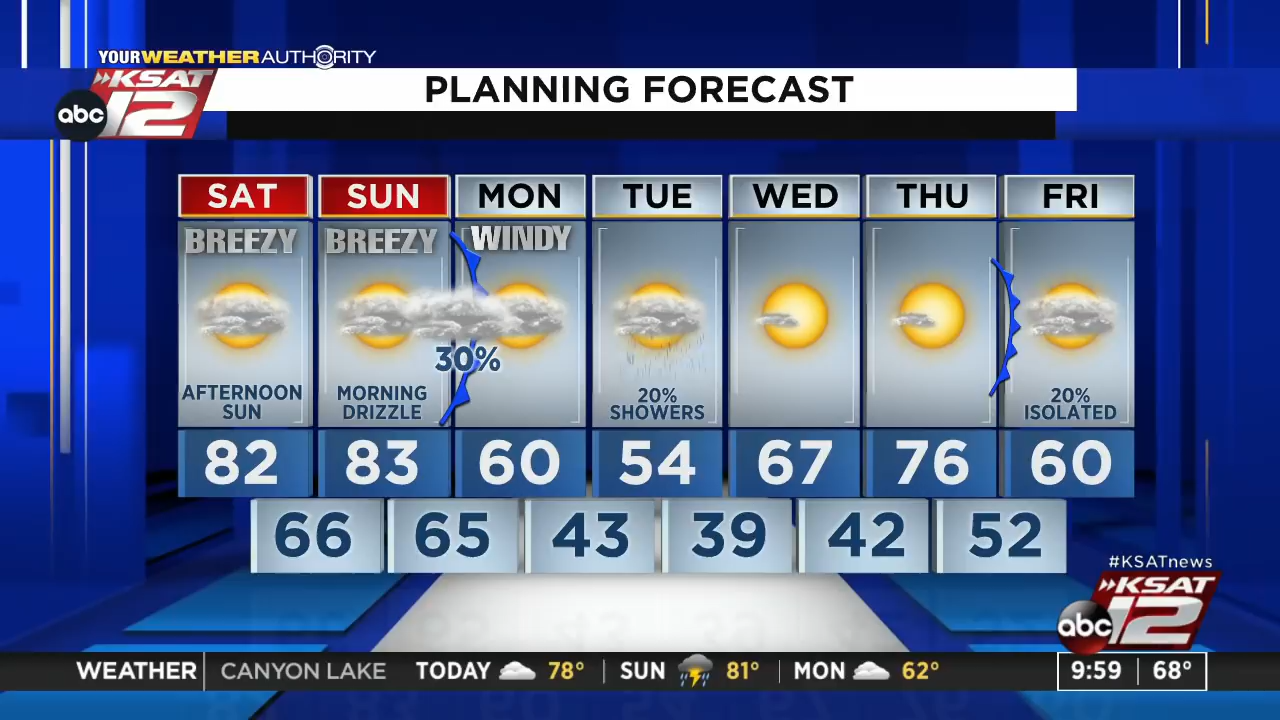 YOURWEATHERAUTHORITY
KSAT
abc 12
PLANNING FORECAST
SAT SUN MON TUE WED THU FRI
BREEZY BREEZY WINDY
30%
AFTERNOON SUN
MORNING DRIZZLE
20% SHOWERS
20% ISOLATED
82 83 60 54 67 76 60
66 65 43 39 42 52
#KSATnews
KSAT
abc 12
WEATHER CANYON LAKE TODAY 78° SUN 81° MON 62° 9:59 68°